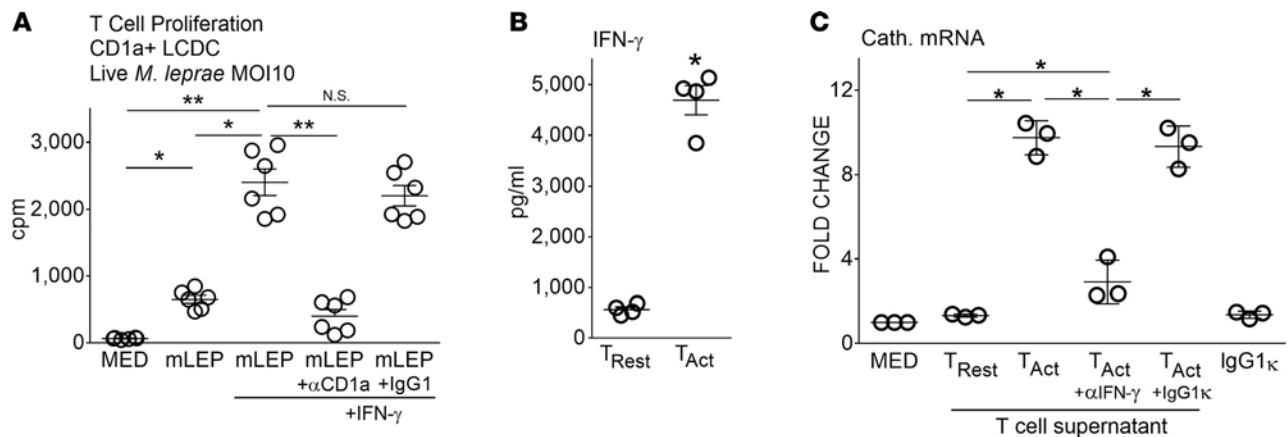 A
T Cell Proliferation
CD1a+ LCDC
Live M. leprae MOI10
N.S.
**
*
**
*
3,000
2,000
1,000
0
cpm
MED mLEP mLEP mLEP mLEP
+αCD1a +IgG1
+IFN-γ
B
IFN-γ
*
5,000
4,000
3,000
2,000
1,000
0
pg/ml
TRest TAct
C
Cath. mRNA
*
* * *
12
8
4
0
FOLD CHANGE
MED TRest TAct TAct TAct IgG1κ
+αIFN-γ +IgG1κ
T cell supernatant